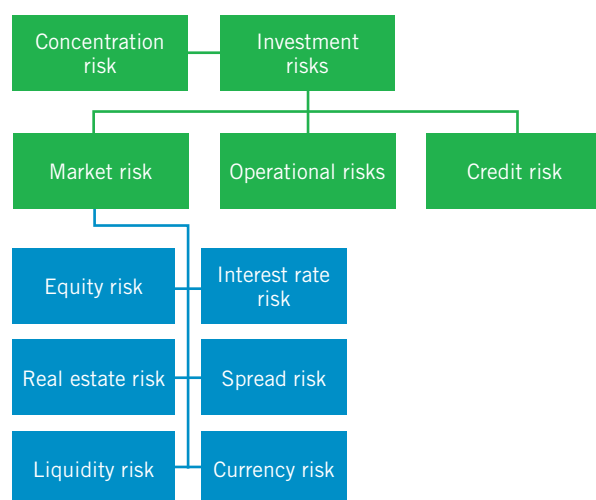 Concentration
risk
Investment
risks
Market risk
Operational risks
Credit risk
Equity risk
Interest rate
risk
Real estate risk
Spread risk
Liquidity risk
Currency risk